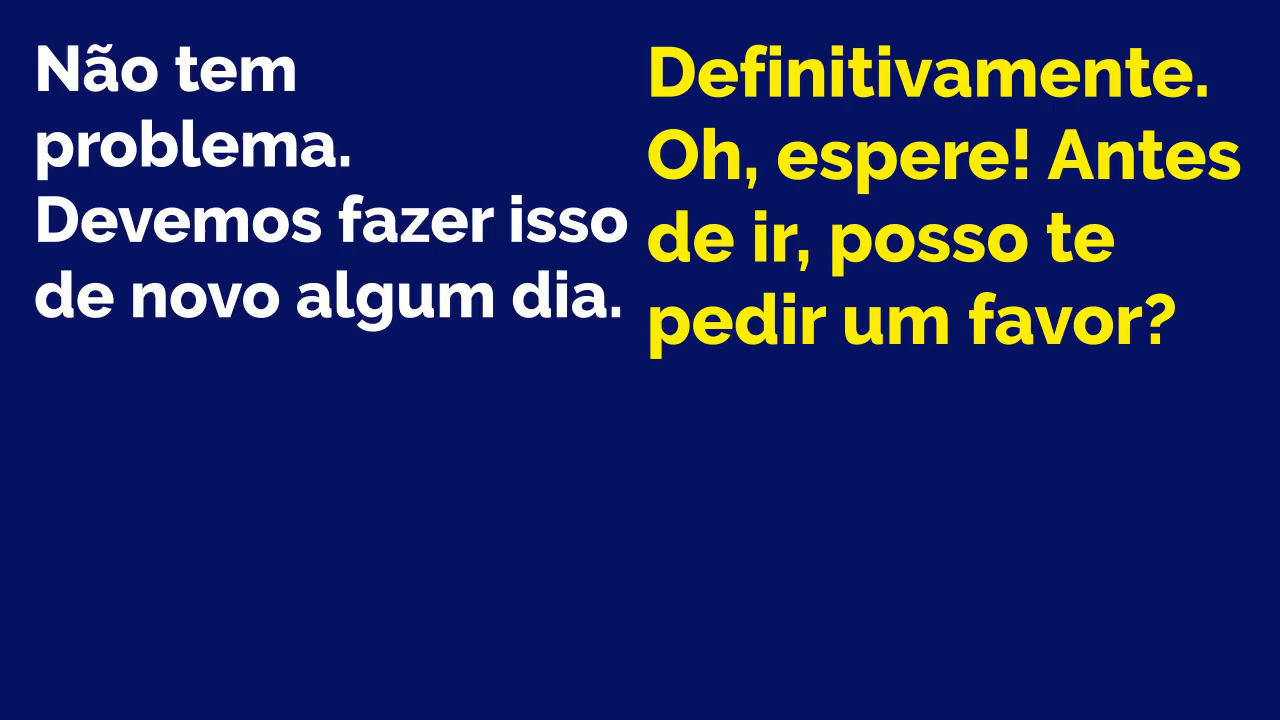 Não tem
problema.
Devemos fazer isso
de novo algum dia.
Definitivamente.
Oh, espere! Antes
de ir, posso te
pedir um favor?